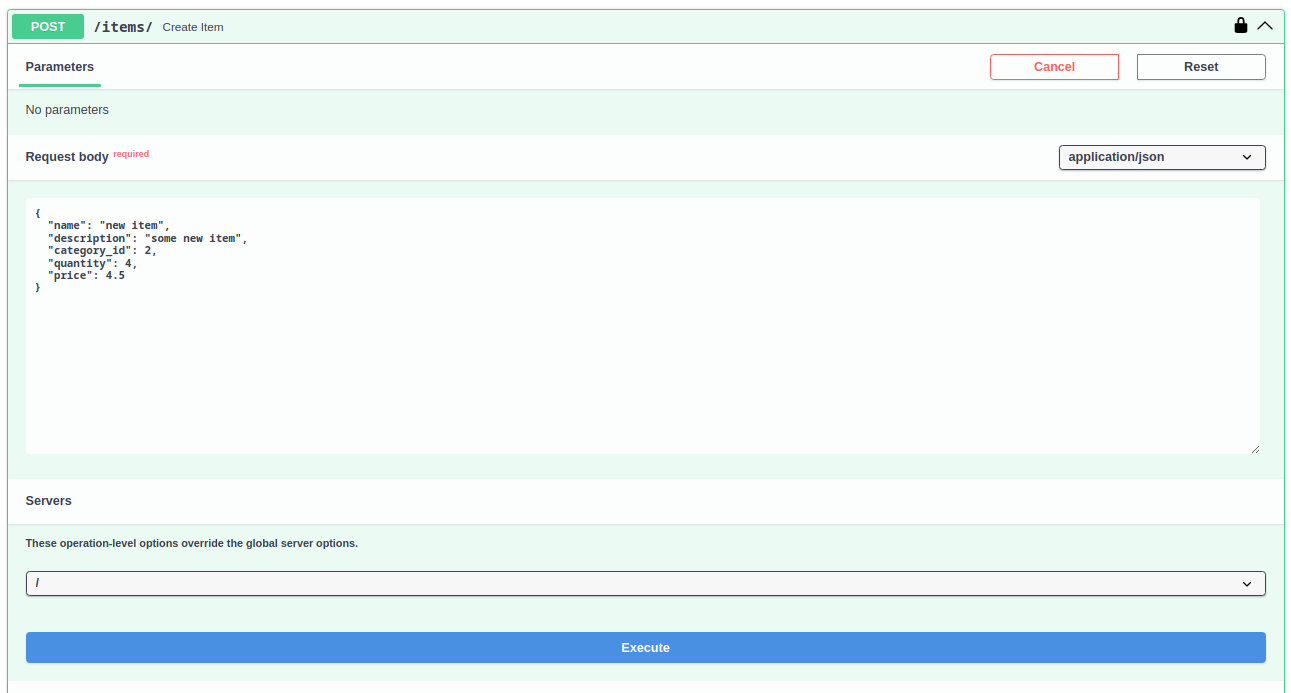 POST /items/ Create Item
Parameters
Cancel
Reset
No parameters
Request body required
application/json
{
  "name": "new item",
  "description": "some new item",
  "category_id": 2,
  "quantity": 4,
  "price": 4.5
}
Servers
These operation-level options override the global server options.
/
Execute